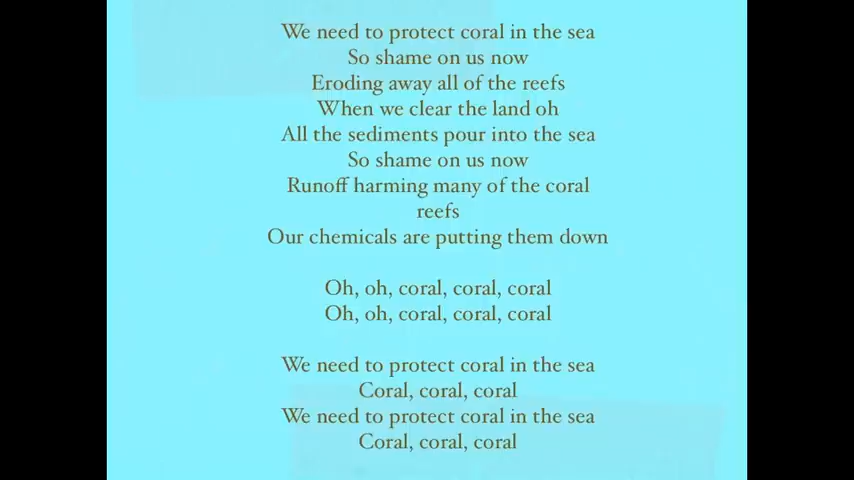 We need to protect coral in the sea
So shame on us now
Eroding away all of the reefs
When we clear the land oh
All the sediments pour into the sea
So shame on us now
Runoff harming many of the coral
reefs
Our chemicals are putting them down
Oh, oh, coral, coral, coral
Oh, oh, coral, coral, coral
We need to protect coral in the sea
Coral, coral, coral
We need to protect coral in the sea
Coral, coral, coral